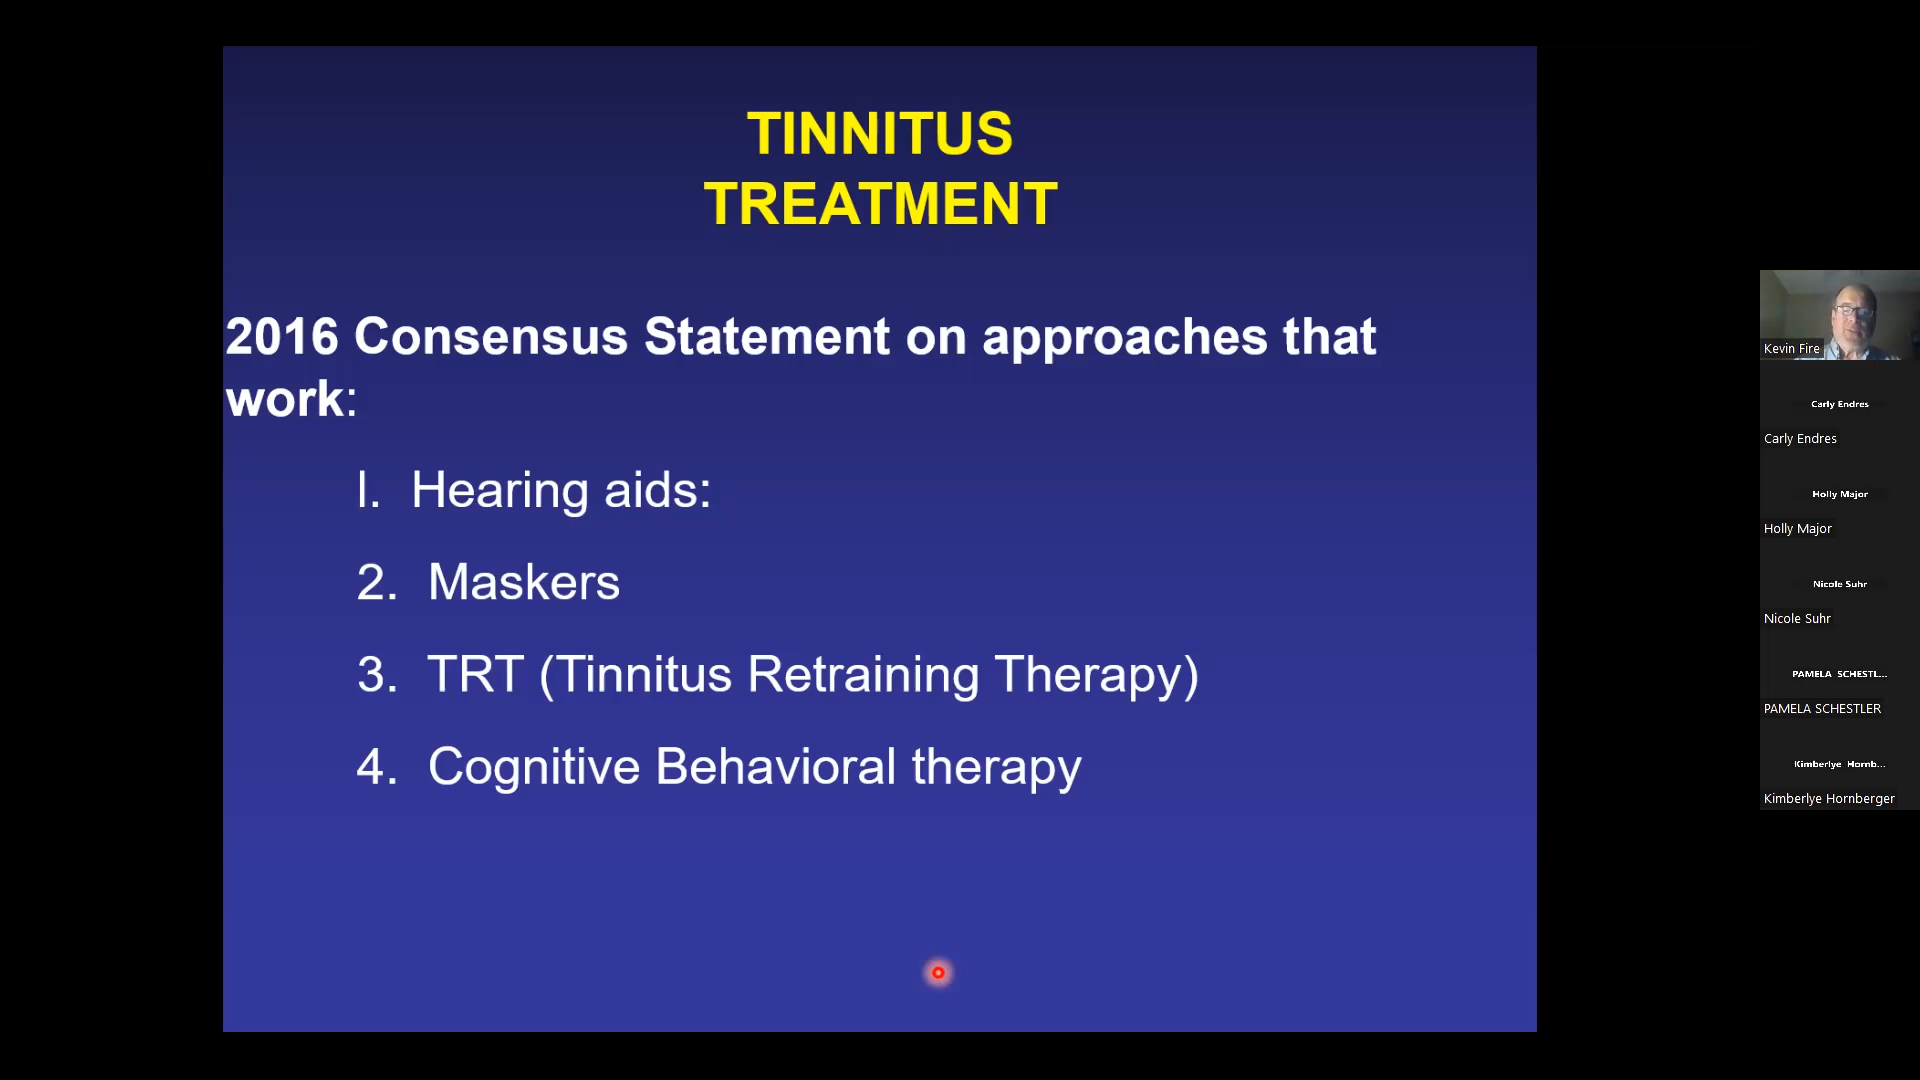 TINNITUS
TREATMENT
2016 Consensus Statement on approaches that
work:
I. Hearing aids:
2. Maskers
3. TRT (Tinnitus Retraining Therapy)
4. Cognitive Behavioral therapy
Kevin Fire
Carly Endres
Carly Endres
Holly Major
Holly Major
Nicole Suhr
Nicole Suhr
PAMELA SCHESTL...
PAMELA SCHESTLER
Kimberlye Hornb...
Kimberlye Hornberger